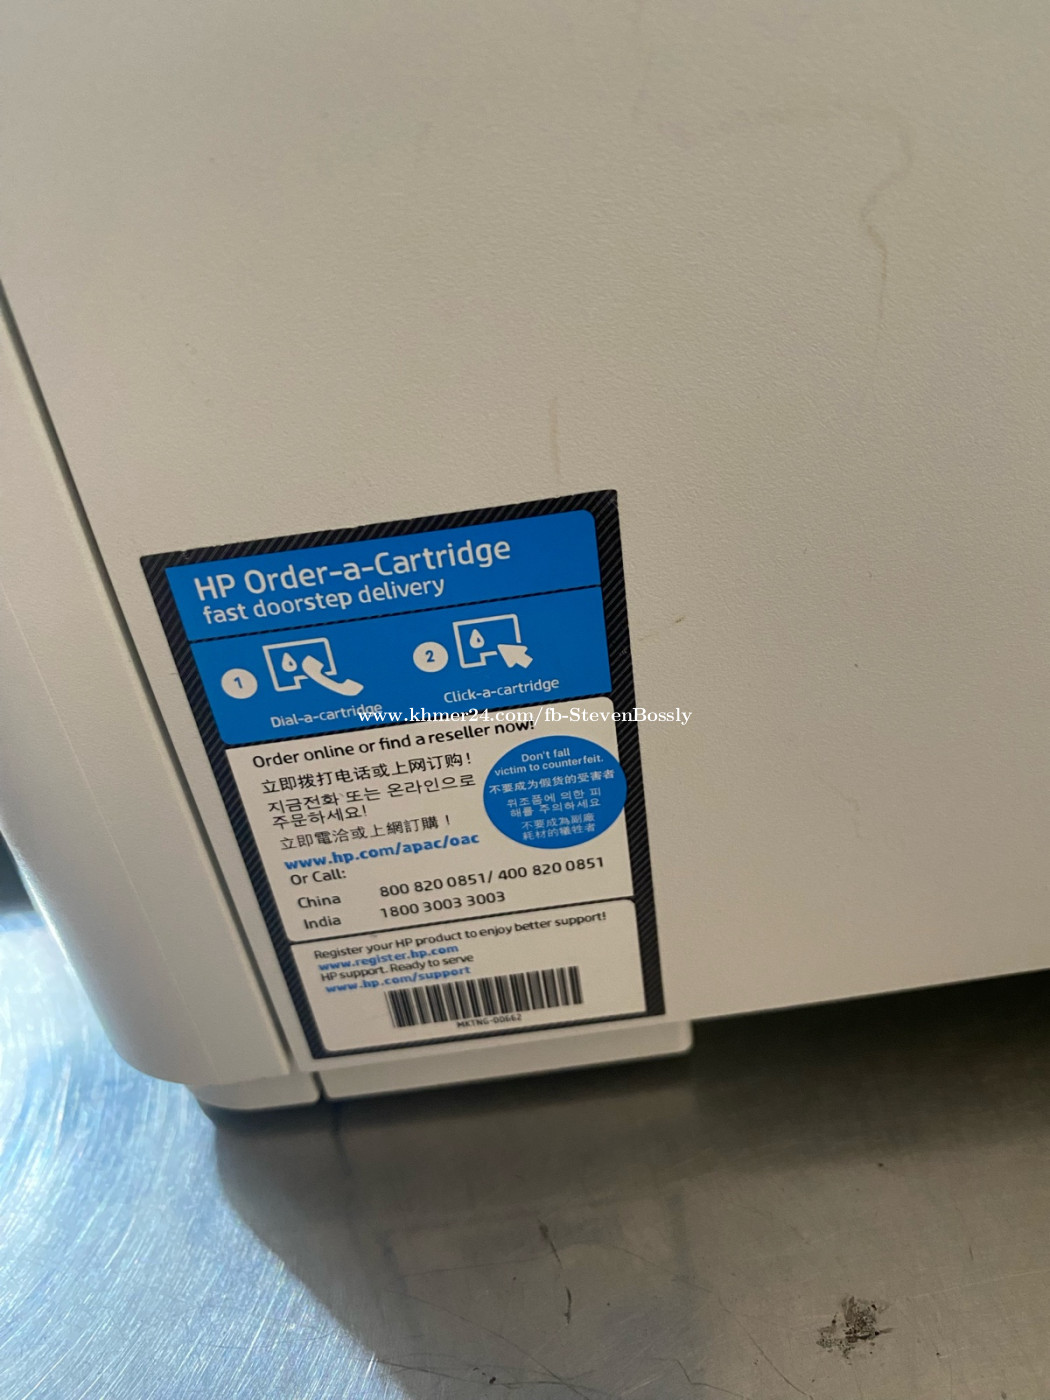 HP Order-a-Cartridge
fast doorstep delivery
1
2
Dial-a-cartridge
Click-a-cartridge
www.khmer24.com/fb-StevenBossly
Order online or find a reseller now!
立即拨打电话或上网订购！
지금전화 또는 온라인으로
주문하세요!
立即電洽或上網訂購！
www.hp.com/apac/oac
Or Call:
China 800 820 0851/ 400 820 0851
India 1800 3003 3003
Don't fall
victim to counterfeit.
不要成为假货的受害者
위조품에 의한 피
해를 주의하세요
不要成為副廠
耗材的犧牲者
Register your HP product to enjoy better support!
www.register.hp.com
HP support. Ready to serve
www.hp.com/support
MKTNG-00662